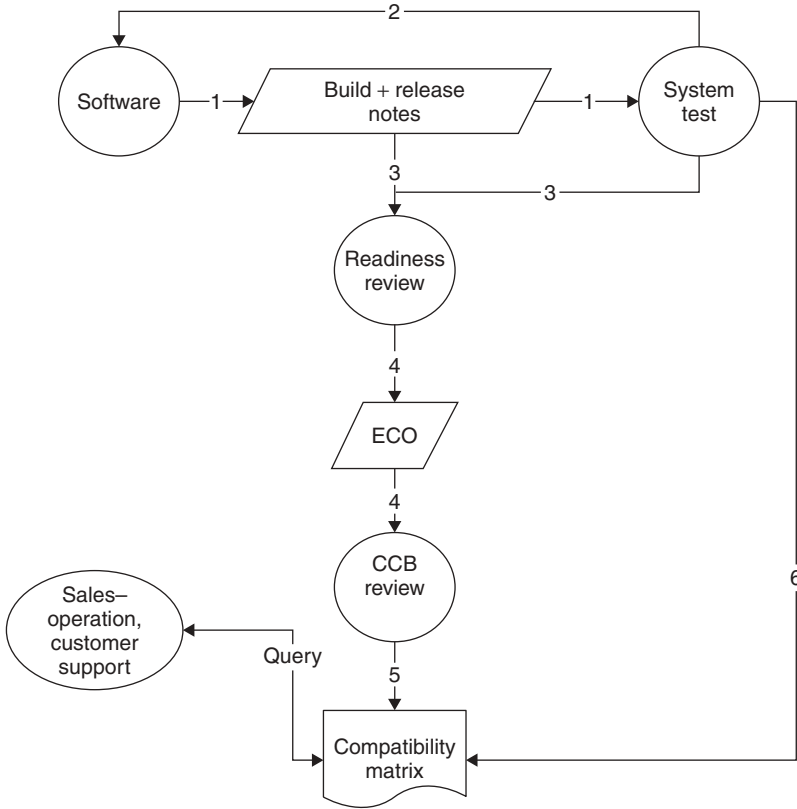 2
Software
1
Build + release
notes
1
System
test
3
3
Readiness
review
4
ECO
4
CCB
review
6
Sales–
operation,
customer
support
Query
5
Compatibility
matrix